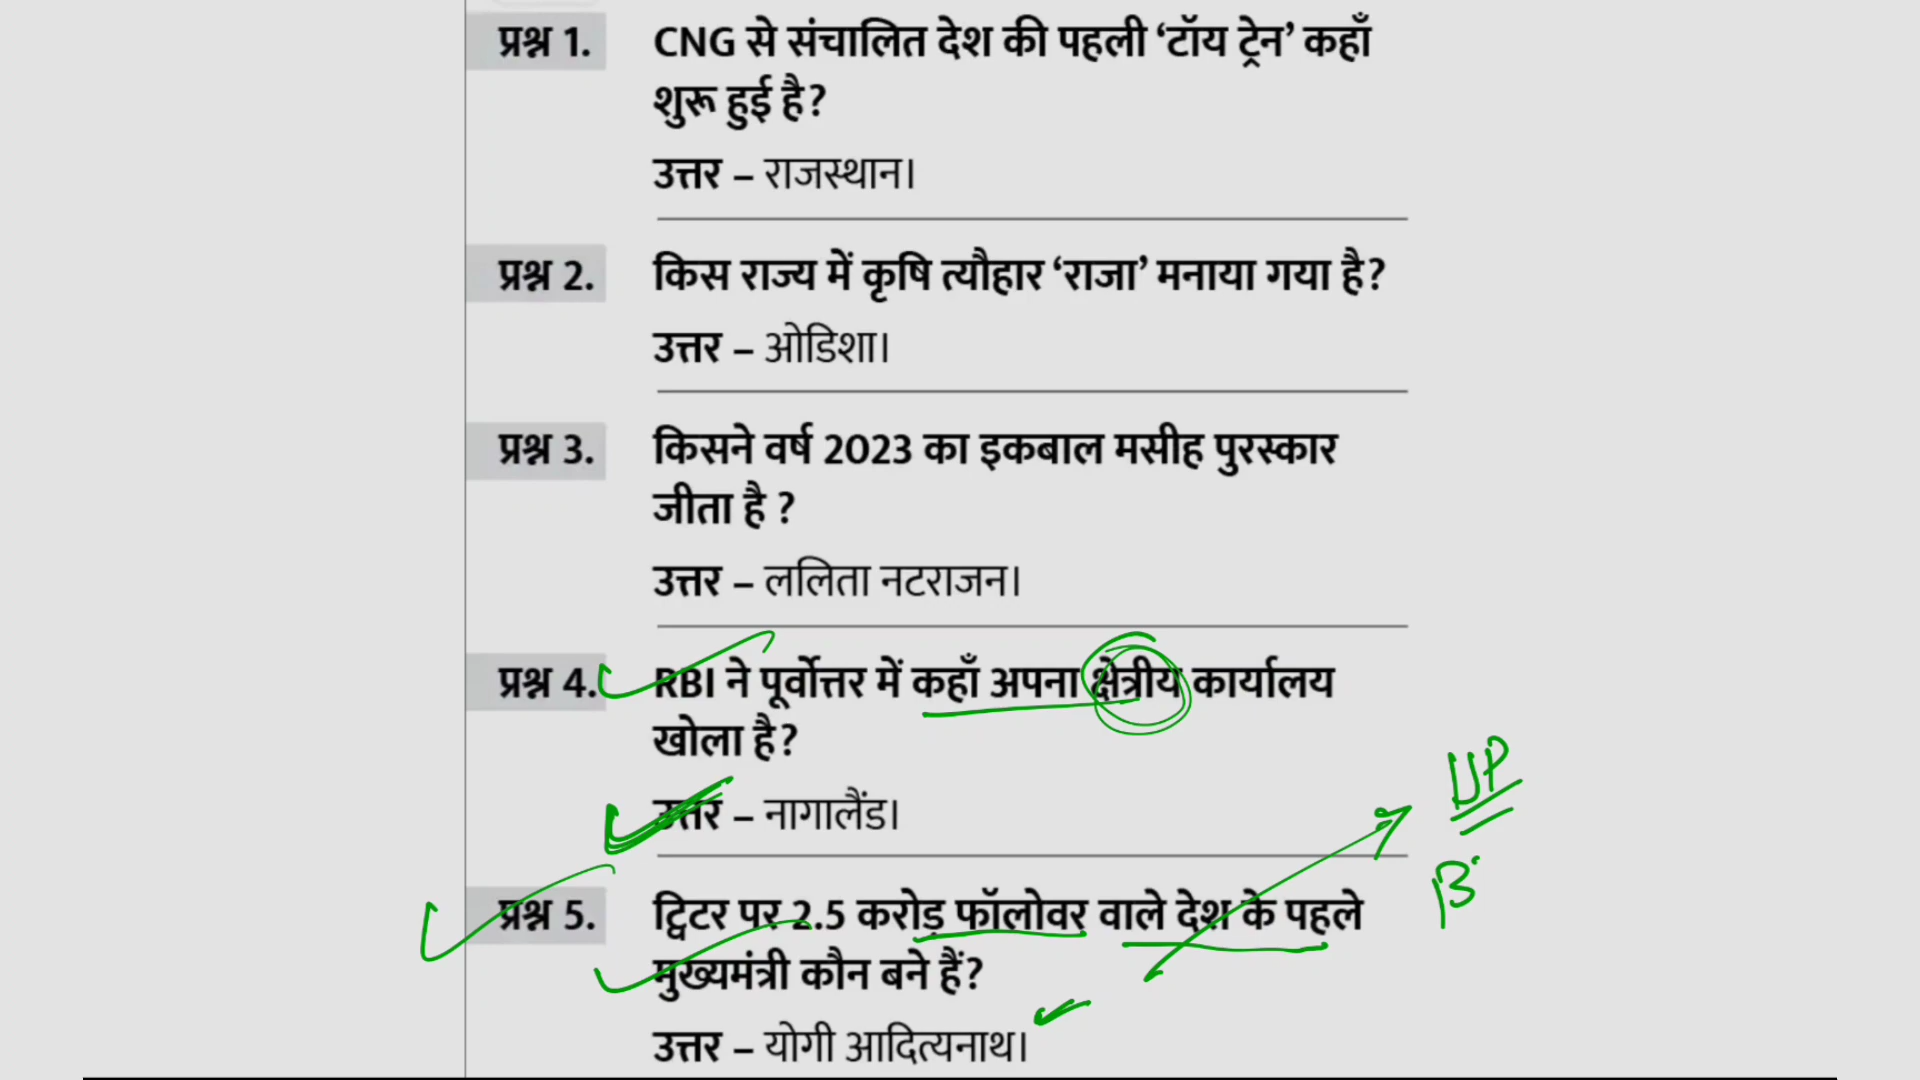 प्रश्न 1. CNG से संचालित देश की पहली ‘टॉय ट्रेन’ कहाँ
शुरू हुई है?
उत्तर – राजस्थान।
प्रश्न 2. किस राज्य में कृषि त्यौहार ‘राजा’ मनाया गया है?
उत्तर – ओडिशा।
प्रश्न 3. किसने वर्ष 2023 का इकबाल मसीह पुरस्कार
जीता है ?
उत्तर – ललिता नटराजन।
प्रश्न 4. RBI ने पूर्वोत्तर में कहाँ अपना क्षेत्रीय कार्यालय
खोला है?
उत्तर – नागालैंड।
UP
B
प्रश्न 5. ट्विटर पर 2.5 करोड़ फॉलोवर वाले देश के पहले
मुख्यमंत्री कौन बने हैं?
उत्तर – योगी आदित्यनाथ।